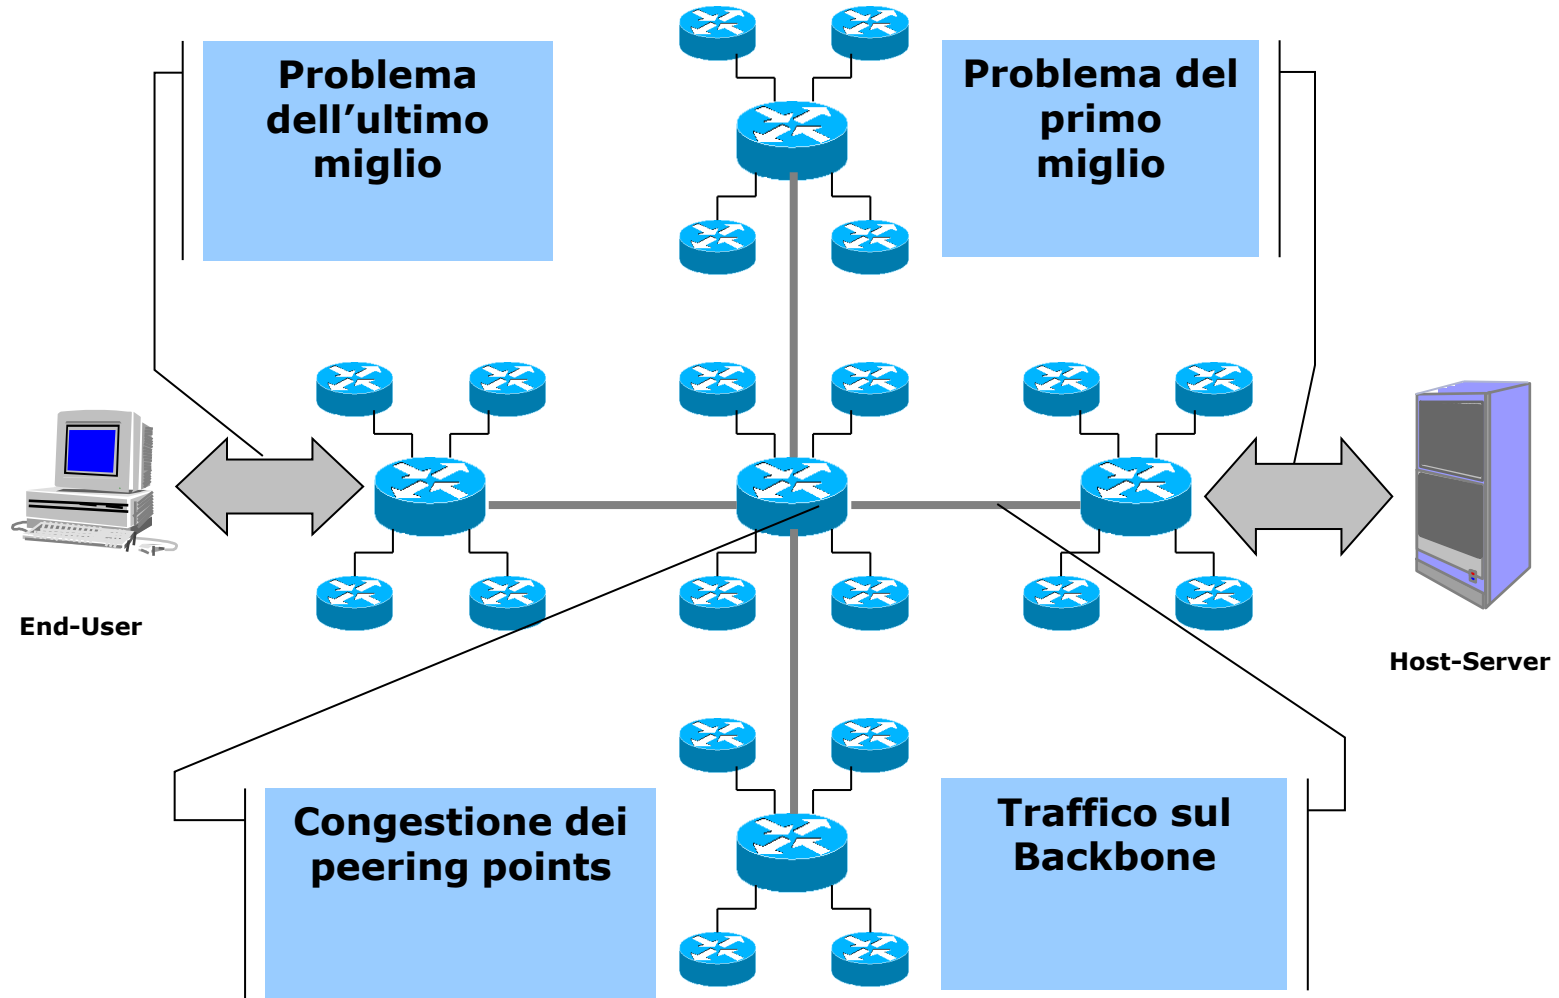 Problema
dell’ultimo
miglio
Problema del
primo
miglio
End-User
Host-Server
Congestione dei
peering points
Traffico sul
Backbone